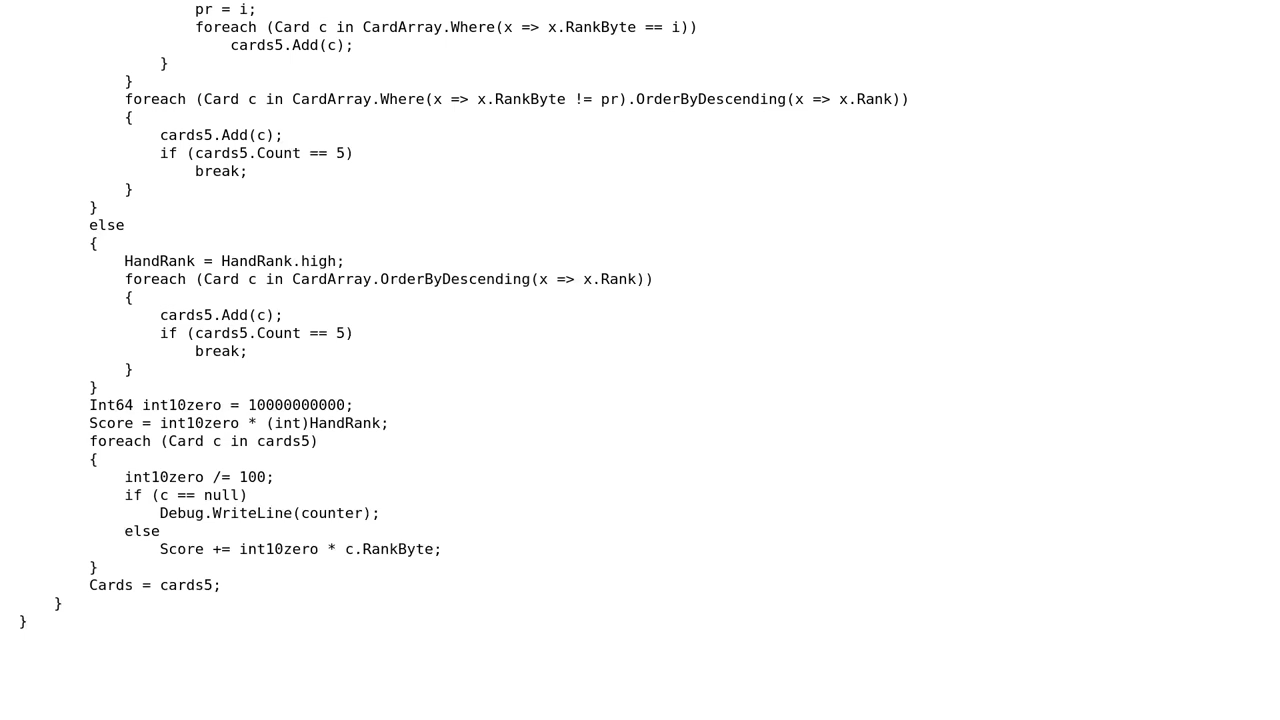 pr = i;
foreach (Card c in CardArray.Where(x => x.RankByte == i))
cards5.Add(c);
}
}
foreach (Card c in CardArray.Where(x => x.RankByte != pr).OrderByDescending(x => x.Rank))
{
cards5.Add(c);
if (cards5.Count == 5)
break;
}
}
else
{
HandRank = HandRank.high;
foreach (Card c in CardArray.OrderByDescending(x => x.Rank))
{
cards5.Add(c);
if (cards5.Count == 5)
break;
}
}
Int64 int10zero = 10000000000;
Score = int10zero * (int)HandRank;
foreach (Card c in cards5)
{
int10zero /= 100;
if (c == null)
Debug.WriteLine(counter);
else
Score += int10zero * c.RankByte;
}
Cards = cards5;
}
}